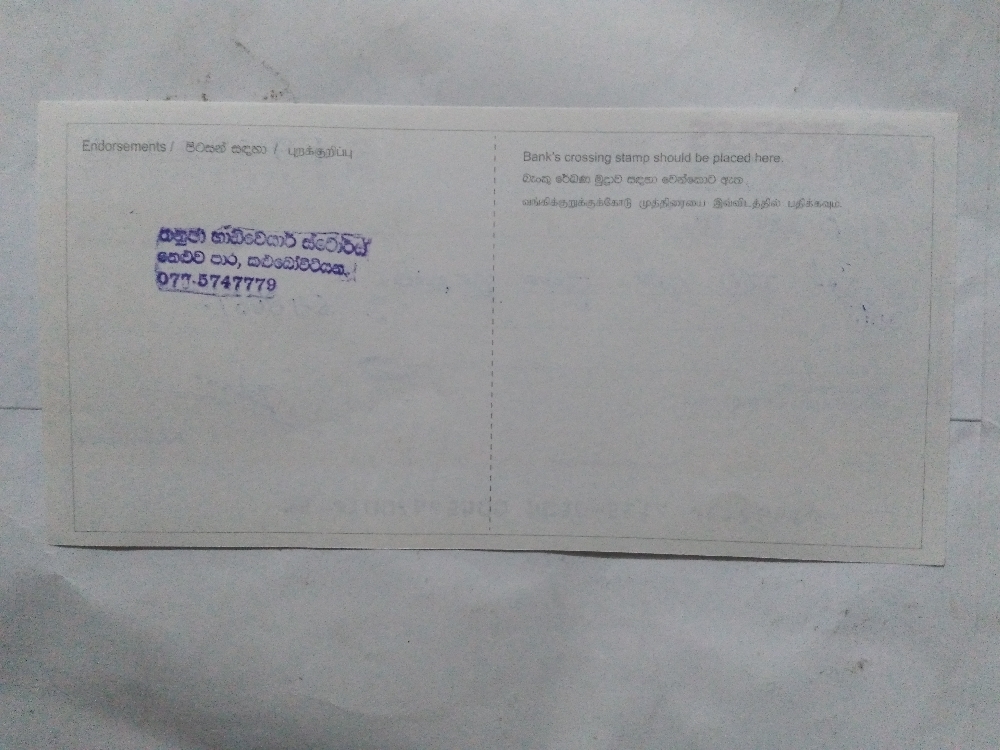 Endorsements / පිටසන් සඳහා / புறக்குறிப்பு
Bank's crossing stamp should be placed here.
බැංකු රේඛණ මුද්‍රාව සඳහා වෙන්කොට ඇත.
வங்கிக்குறுக்குக்கோடு முத்திரையை இவ்விடத்தில் பதிக்கவும்.
තනුජා හාඩ්වෙයාර් ස්ටෝර්ස්
නෙළුව පාර, කළුබෝවිටියන.
077-5747779